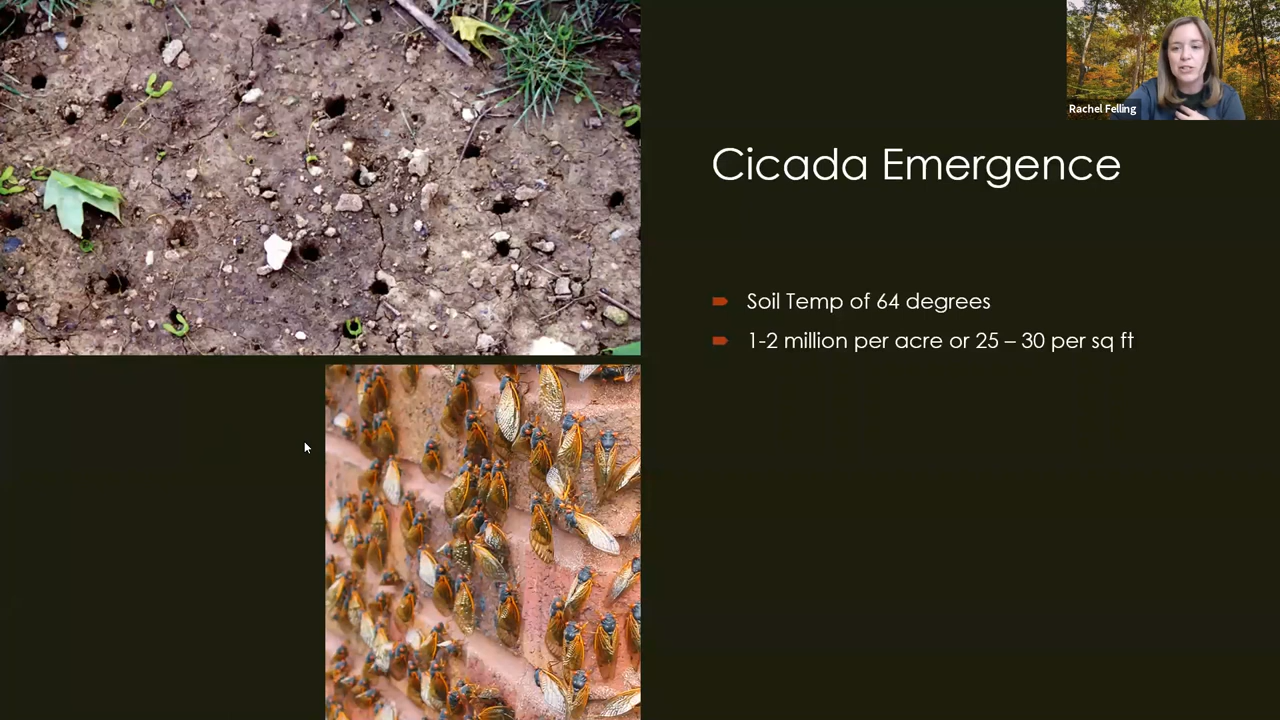 Rachel Felling
Cicada Emergence
Soil Temp of 64 degrees
1-2 million per acre or 25 – 30 per sq ft